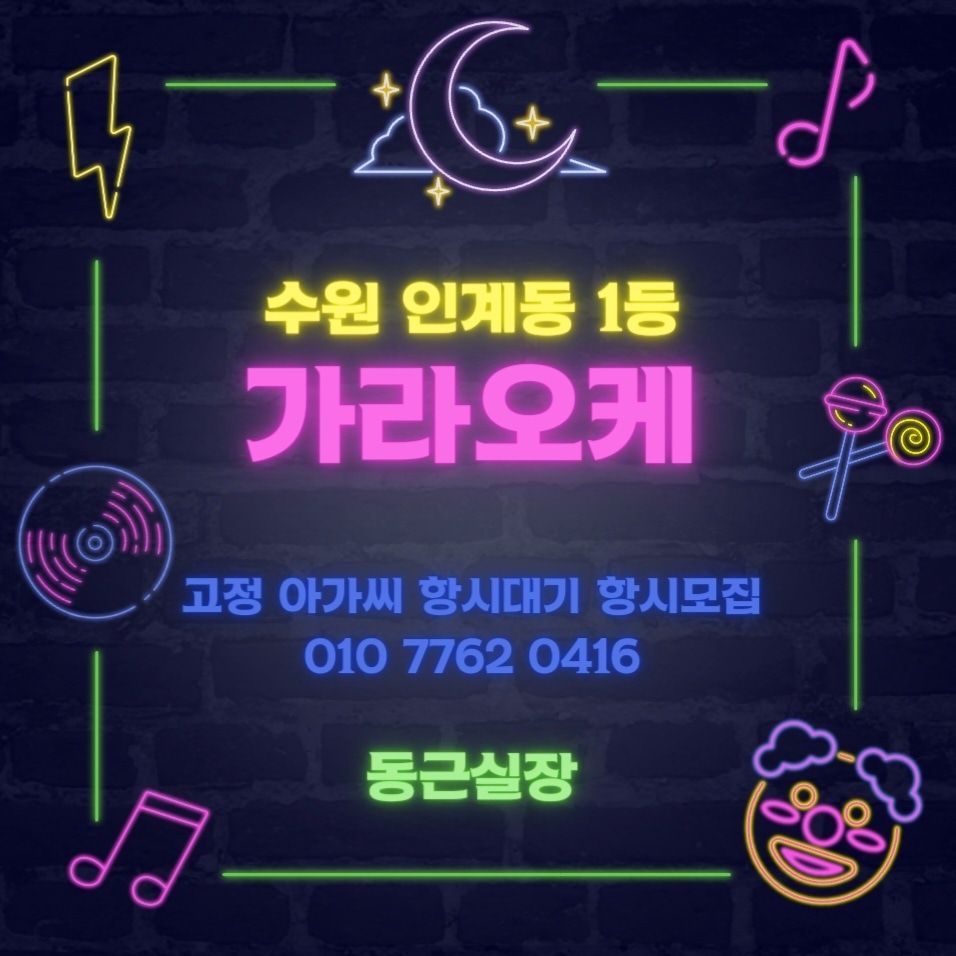 수원 인계동 1등
가라오케
고정 아가씨 항시대기 항시모집
010 7762 0416
동근실장